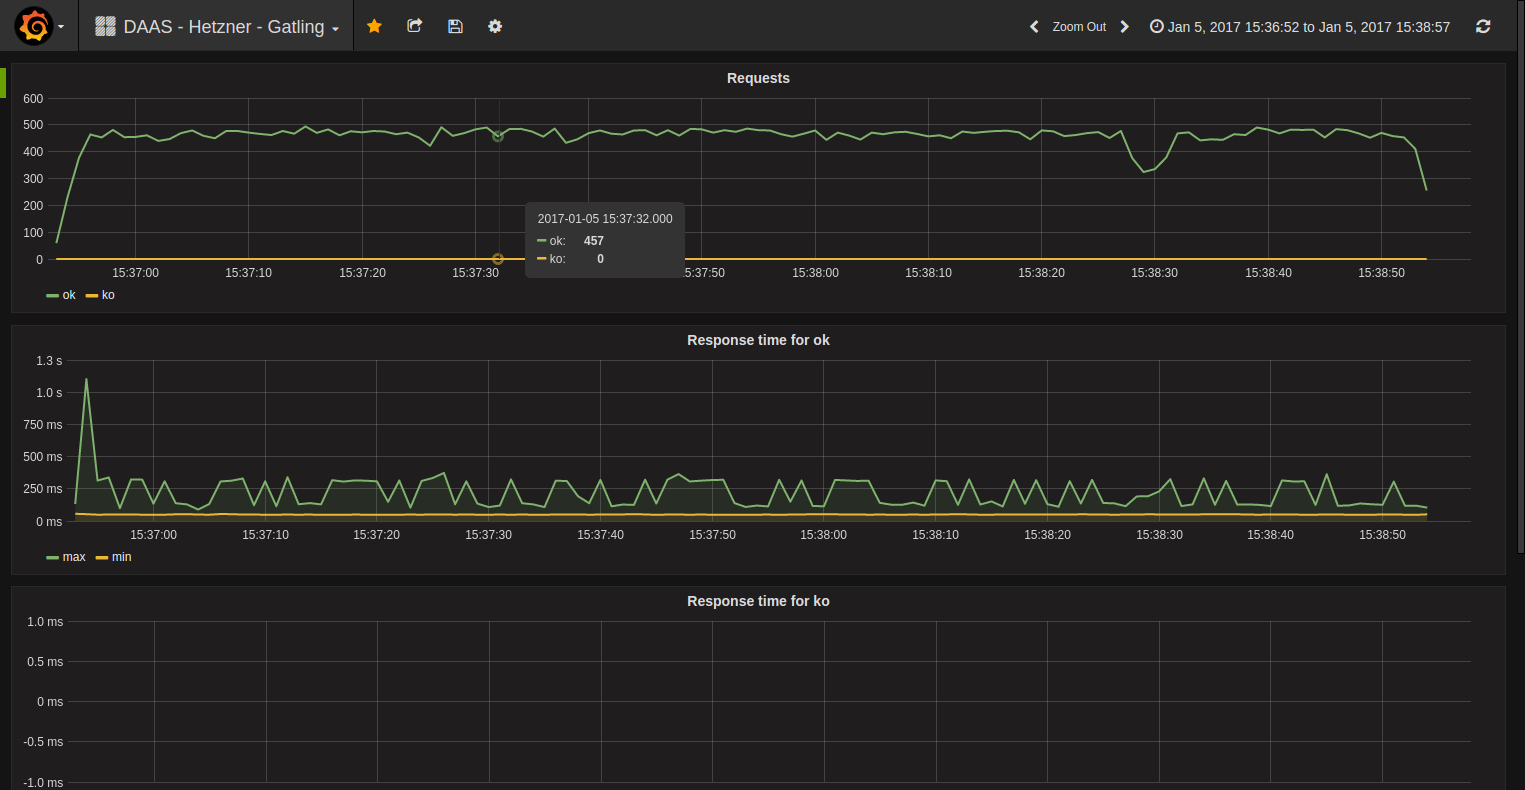 DAAS - Hetzner - Gatling
Zoom Out
Jan 5, 2017 15:36:52 to Jan 5, 2017 15:38:57
Requests
600
500
400
300
200
100
0
2017-01-05 15:37:32.000
ok: 457
ko: 0
15:37:00 15:37:10 15:37:20 15:37:30 5:37:50 15:38:00 15:38:10 15:38:20 15:38:30 15:38:40 15:38:50
ok ko
Response time for ok
1.3 s
1.0 s
750 ms
500 ms
250 ms
0 ms
15:37:00 15:37:10 15:37:20 15:37:30 15:37:40 15:37:50 15:38:00 15:38:10 15:38:20 15:38:30 15:38:40 15:38:50
max min
Response time for ko
1.0 ms
0.5 ms
0 ms
-0.5 ms
-1.0 ms